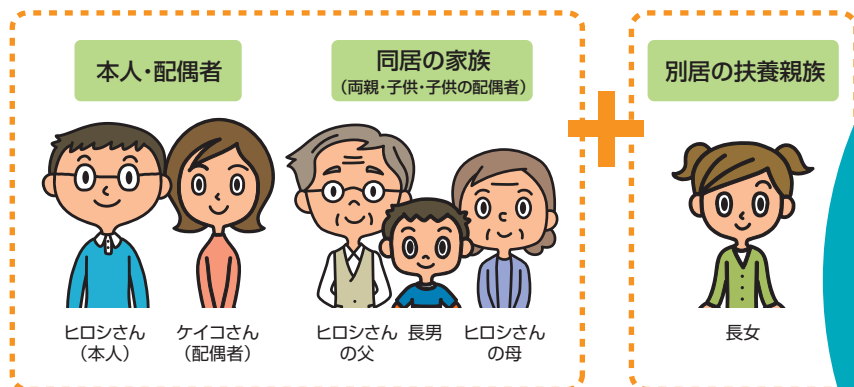 本人・配偶者
同居の家族
（両親・子供・子供の配偶者）
別居の扶養親族
ヒロシさん
（本人）
ケイコさん
（配偶者）
ヒロシさん
の父
長男
ヒロシさん
の母
長女